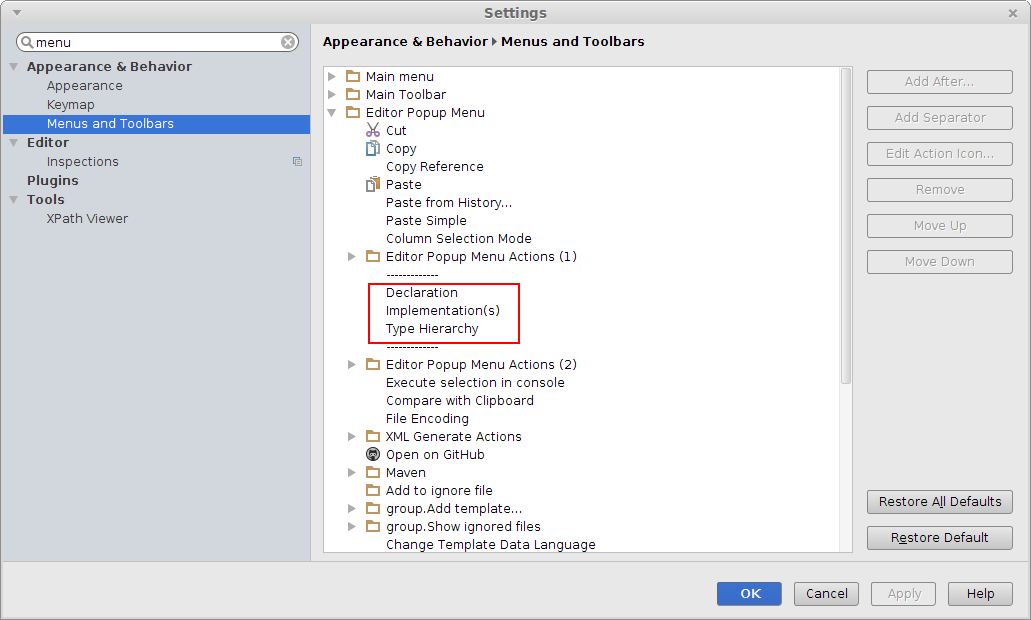 Settings
menu
Appearance & Behavior
Appearance
Keymap
Menus and Toolbars
Editor
Inspections
Plugins
Tools
XPath Viewer
Appearance & Behavior Menus and Toolbars
Main menu
Main Toolbar
Editor Popup Menu
Cut
Copy
Copy Reference
Paste
Paste from History...
Paste Simple
Column Selection Mode
Editor Popup Menu Actions (1)
-------------
Declaration
Implementation(s)
Type Hierarchy
-------------
Editor Popup Menu Actions (2)
Execute selection in console
Compare with Clipboard
File Encoding
XML Generate Actions
Open on GitHub
Maven
Add to ignore file
group.Add template...
group.Show ignored files
Change Template Data Language
Add After...
Add Separator
Edit Action Icon...
Remove
Move Up
Move Down
Restore All Defaults
Restore Default
OK
Cancel
Apply
Help